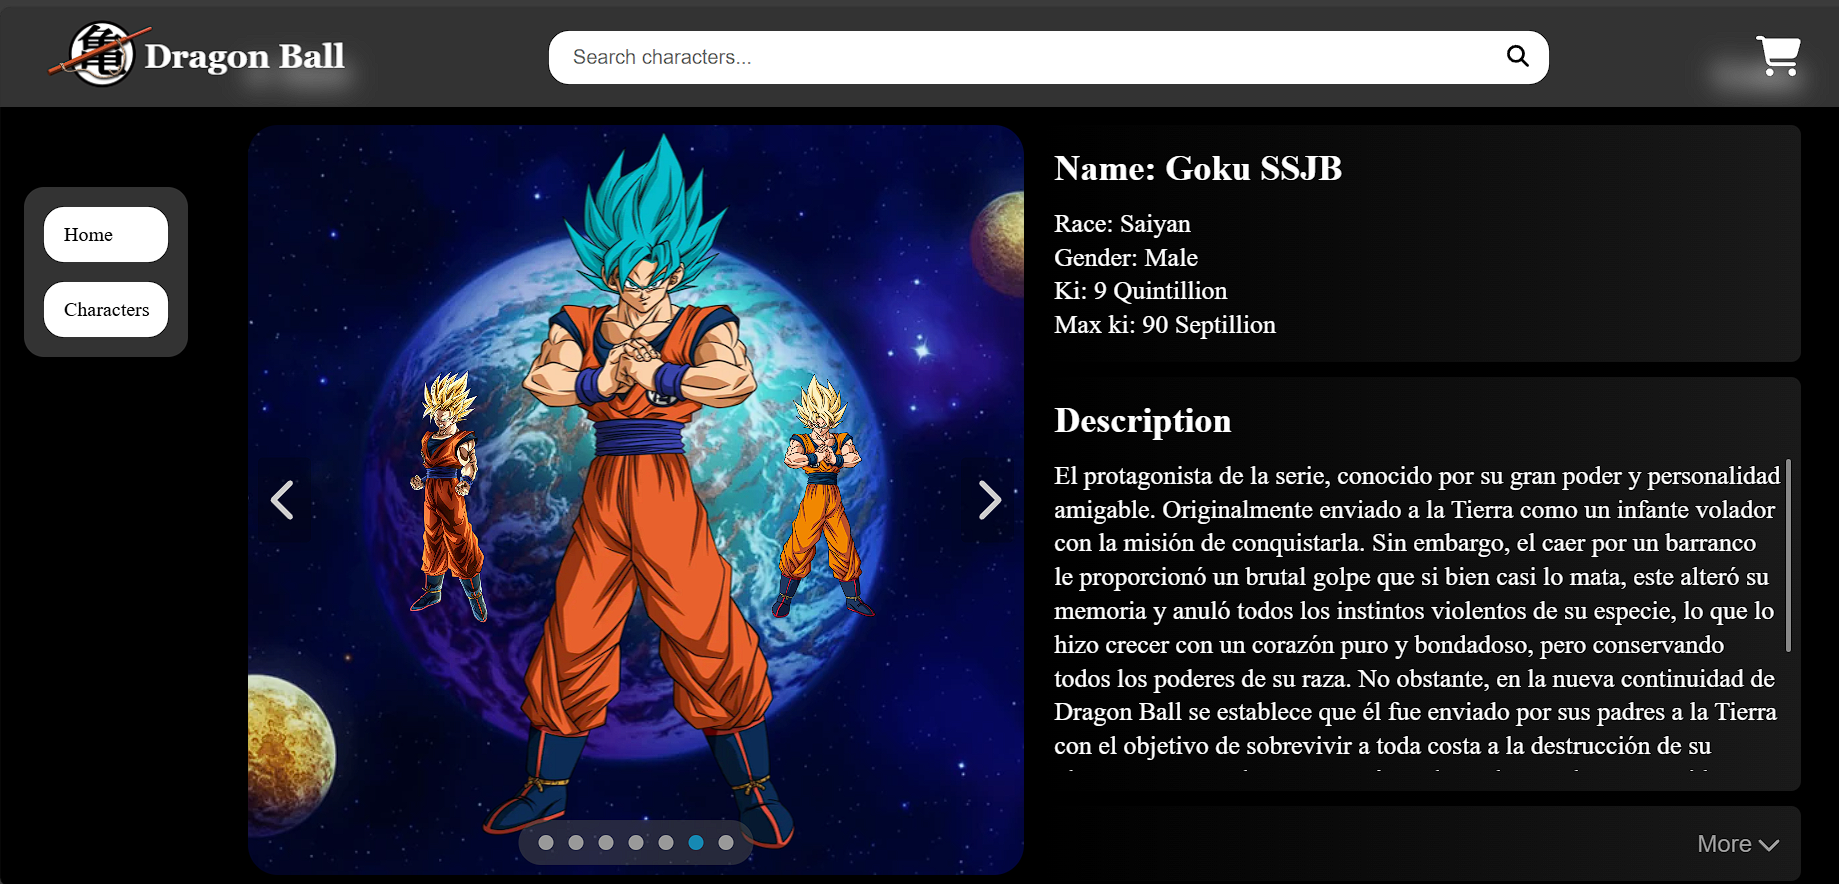 亀
Dragon Ball
Search characters...
Home
Characters
Name: Goku SSJB
Race: Saiyan
Gender: Male
Ki: 9 Quintillion
Max ki: 90 Septillion
Description
El protagonista de la serie, conocido por su gran poder y personalidad
amigable. Originalmente enviado a la Tierra como un infante volador
con la misión de conquistarla. Sin embargo, el caer por un barranco
le proporcionó un brutal golpe que si bien casi lo mata, este alteró su
memoria y anuló todos los instintos violentos de su especie, lo que lo
hizo crecer con un corazón puro y bondadoso, pero conservando
todos los poderes de su raza. No obstante, en la nueva continuidad de
Dragon Ball se establece que él fue enviado por sus padres a la Tierra
con el objetivo de sobrevivir a toda costa a la destrucción de su
More